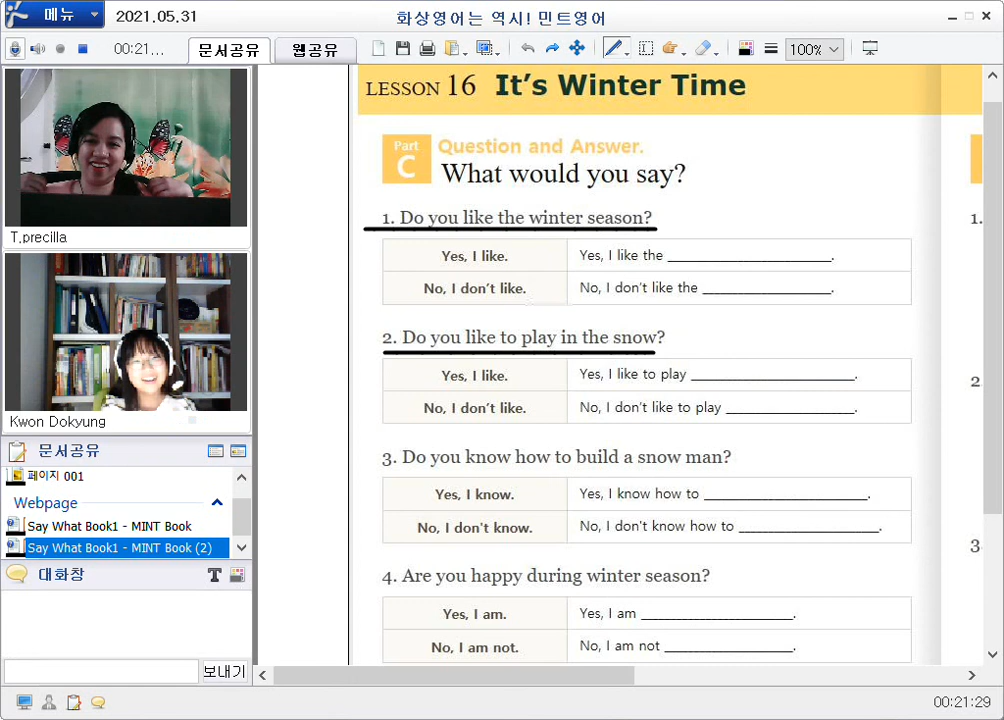 메뉴 2021.05.31 화상영어는 역시! 민트영어
00:21... 문서공유 웹공유 100%
T.precilla
Kwon Dokyung
문서공유
페이지 001
Webpage
Say What Book1 - MINT Book
Say What Book1 - MINT Book (2)
대화창
보내기
LESSON 16 It's Winter Time
Part C Question and Answer.
What would you say?
1. Do you like the winter season?
Yes, I like. Yes, I like the ____________________.
No, I don't like. No, I don't like the ________________.
2. Do you like to play in the snow?
Yes, I like. Yes, I like to play ____________________.
No, I don't like. No, I don't like to play ________________.
3. Do you know how to build a snow man?
Yes, I know. Yes, I know how to ____________________.
No, I don't know. No, I don't know how to _________________.
4. Are you happy during winter season?
Yes, I am. Yes, I am ___________________.
No, I am not. No, I am not ________________.
1.
2
3.
00:21:29